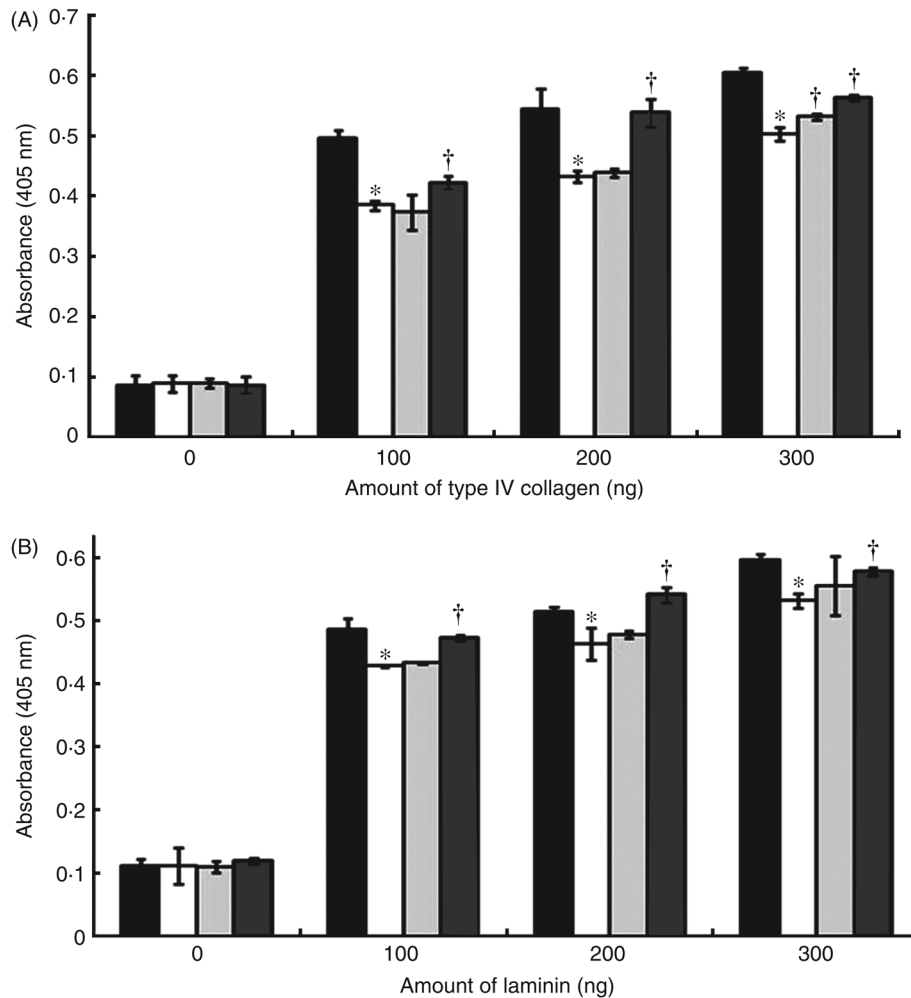 (A)
0·7
0·6
0·5
0·4
0·3
0·2
0·1
0
Absorbance (405 nm)
* †
* †
* † †
0 100 200 300
Amount of type IV collagen (ng)
(B)
0·6
0·5
0·4
0·3
0·2
0·1
0
Absorbance (405 nm)
* †
* †
* †
0 100 200 300
Amount of laminin (ng)